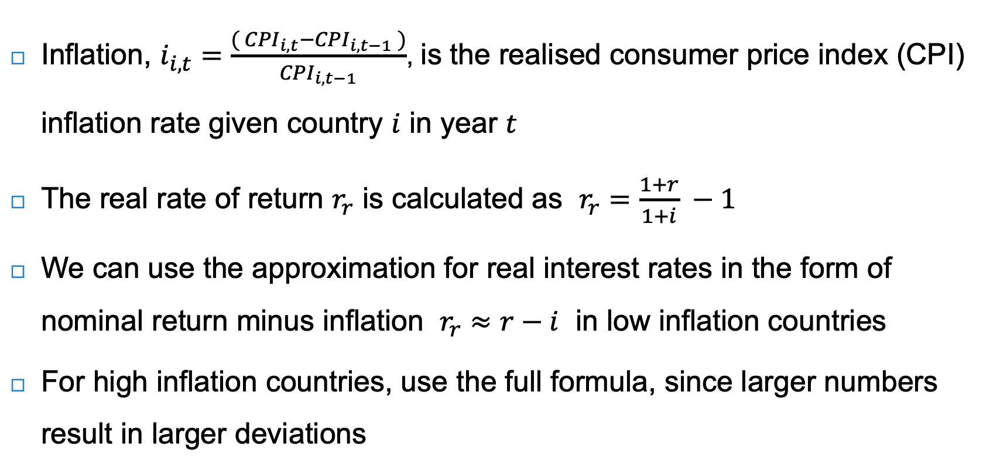 Inflation, i_{i,t} = \frac{(CPI_{i,t}−CPI_{i,t−1})}{CPI_{i,t−1}}, is the realised consumer price index (CPI)
inflation rate given country i in year t
The real rate of return r_r is calculated as r_r = \frac{1+r}{1+i} − 1
We can use the approximation for real interest rates in the form of
nominal return minus inflation r_r ≈ r − i in low inflation countries
For high inflation countries, use the full formula, since larger numbers
result in larger deviations